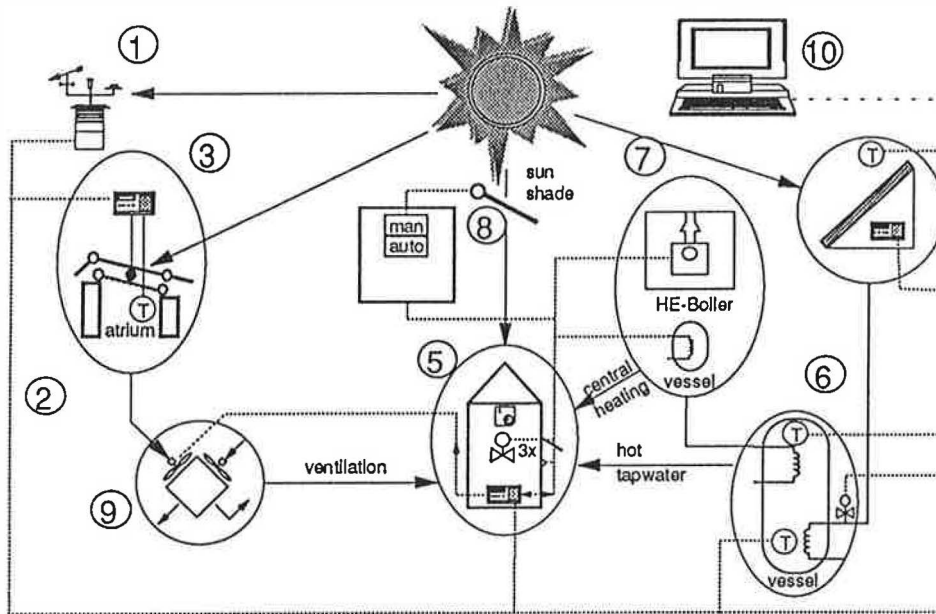 1
10
3
7
sun
shade
T
man
auto
8
HE-Boiler
T
atrium
5
vessel
6
central
heating
2
T
3x
hot
tapwater
ventilation
9
T
vessel